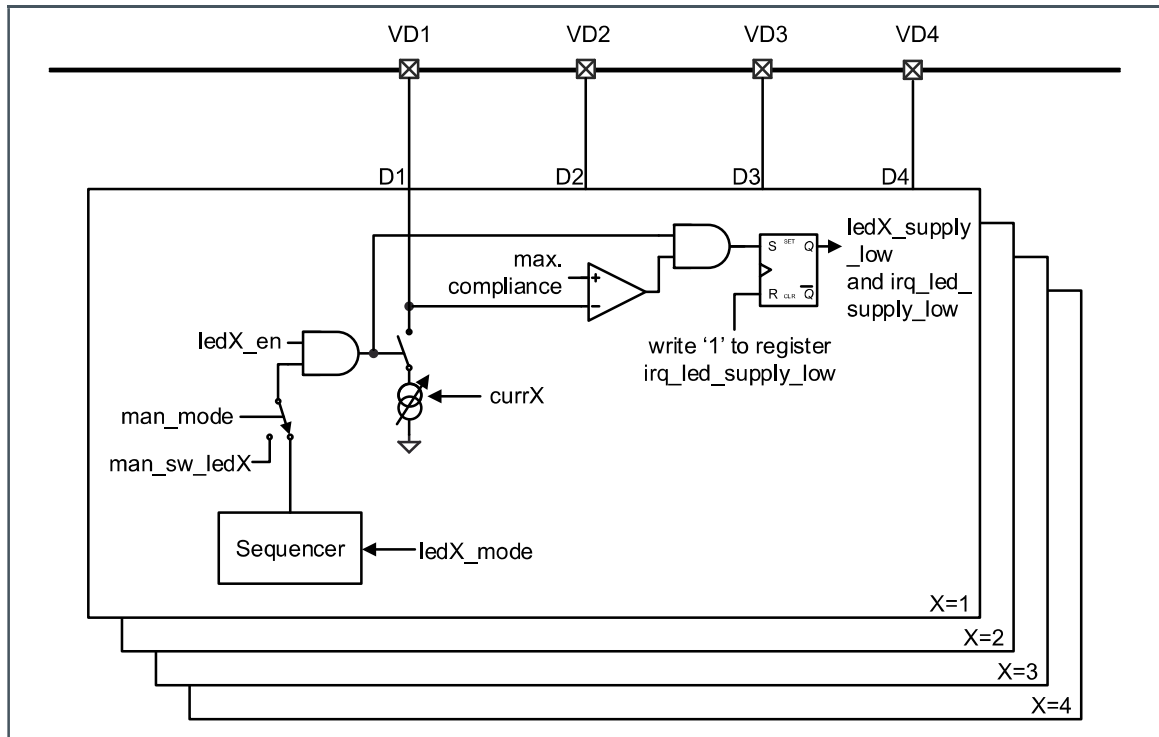 VD1 VD2 VD3 VD4
D1 D2 D3 D4
ledX_supply
_low
and irq_led_
supply_low
S SET Q
R CLR Q
max.
compliance
+
-
write ‘1’ to register
irq_led_supply_low
ledX_en
currX
man_mode
man_sw_ledX
Sequencer
ledX_mode
X=1
X=2
X=3
X=4